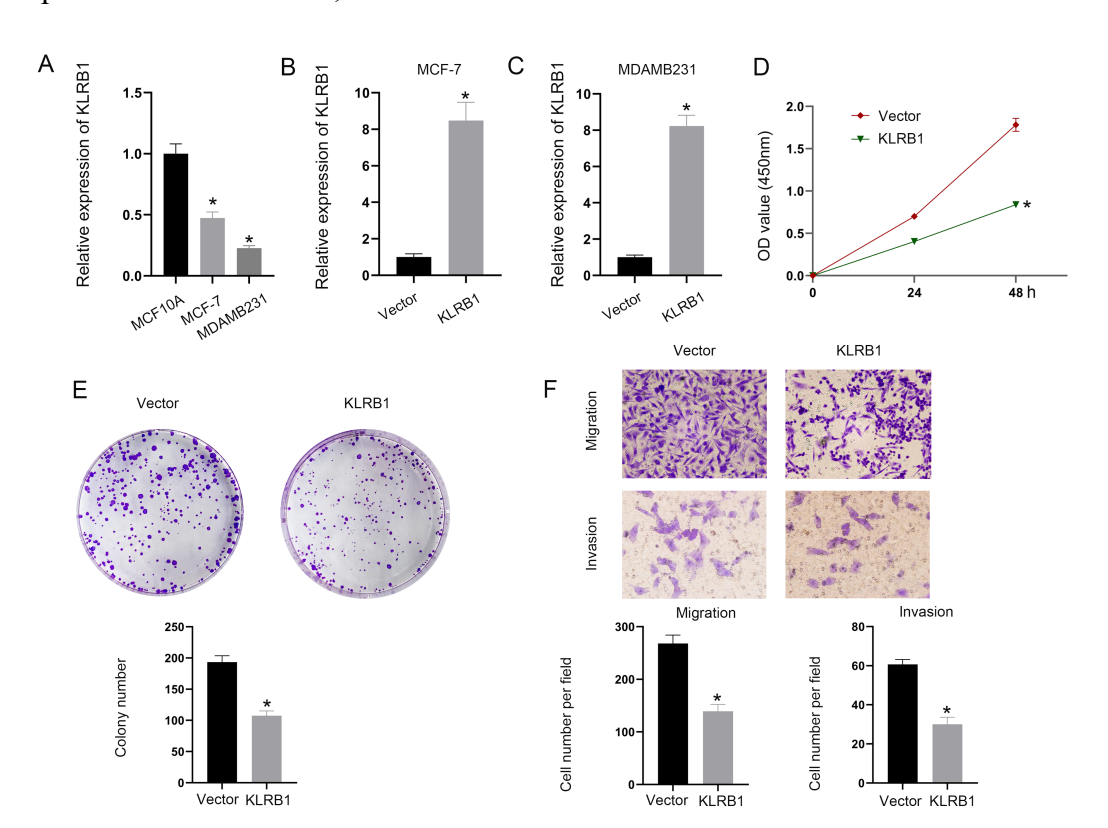 A
Relative expression of KLRB1
1.5
1.0
0.5
0.0
*
*
MCF10A
MCF-7
MDAMB231
B
MCF-7
Relative expression of KLRB1
10
8
6
4
2
0
*
Vector
KLRB1
C
MDAMB231
Relative expression of KLRB1
10
8
6
4
2
0
*
Vector
KLRB1
D
OD value (450nm)
2.0
1.5
1.0
0.5
0.0
Vector
KLRB1
*
0
24
48 h
E
Vector
KLRB1
Colony number
250
200
150
100
50
0
*
Vector
KLRB1
F
Vector
KLRB1
Migration
Invasion
Migration
Cell number per field
300
200
100
0
*
Vector
KLRB1
Invasion
Cell number per field
80
60
40
20
0
*
Vector
KLRB1